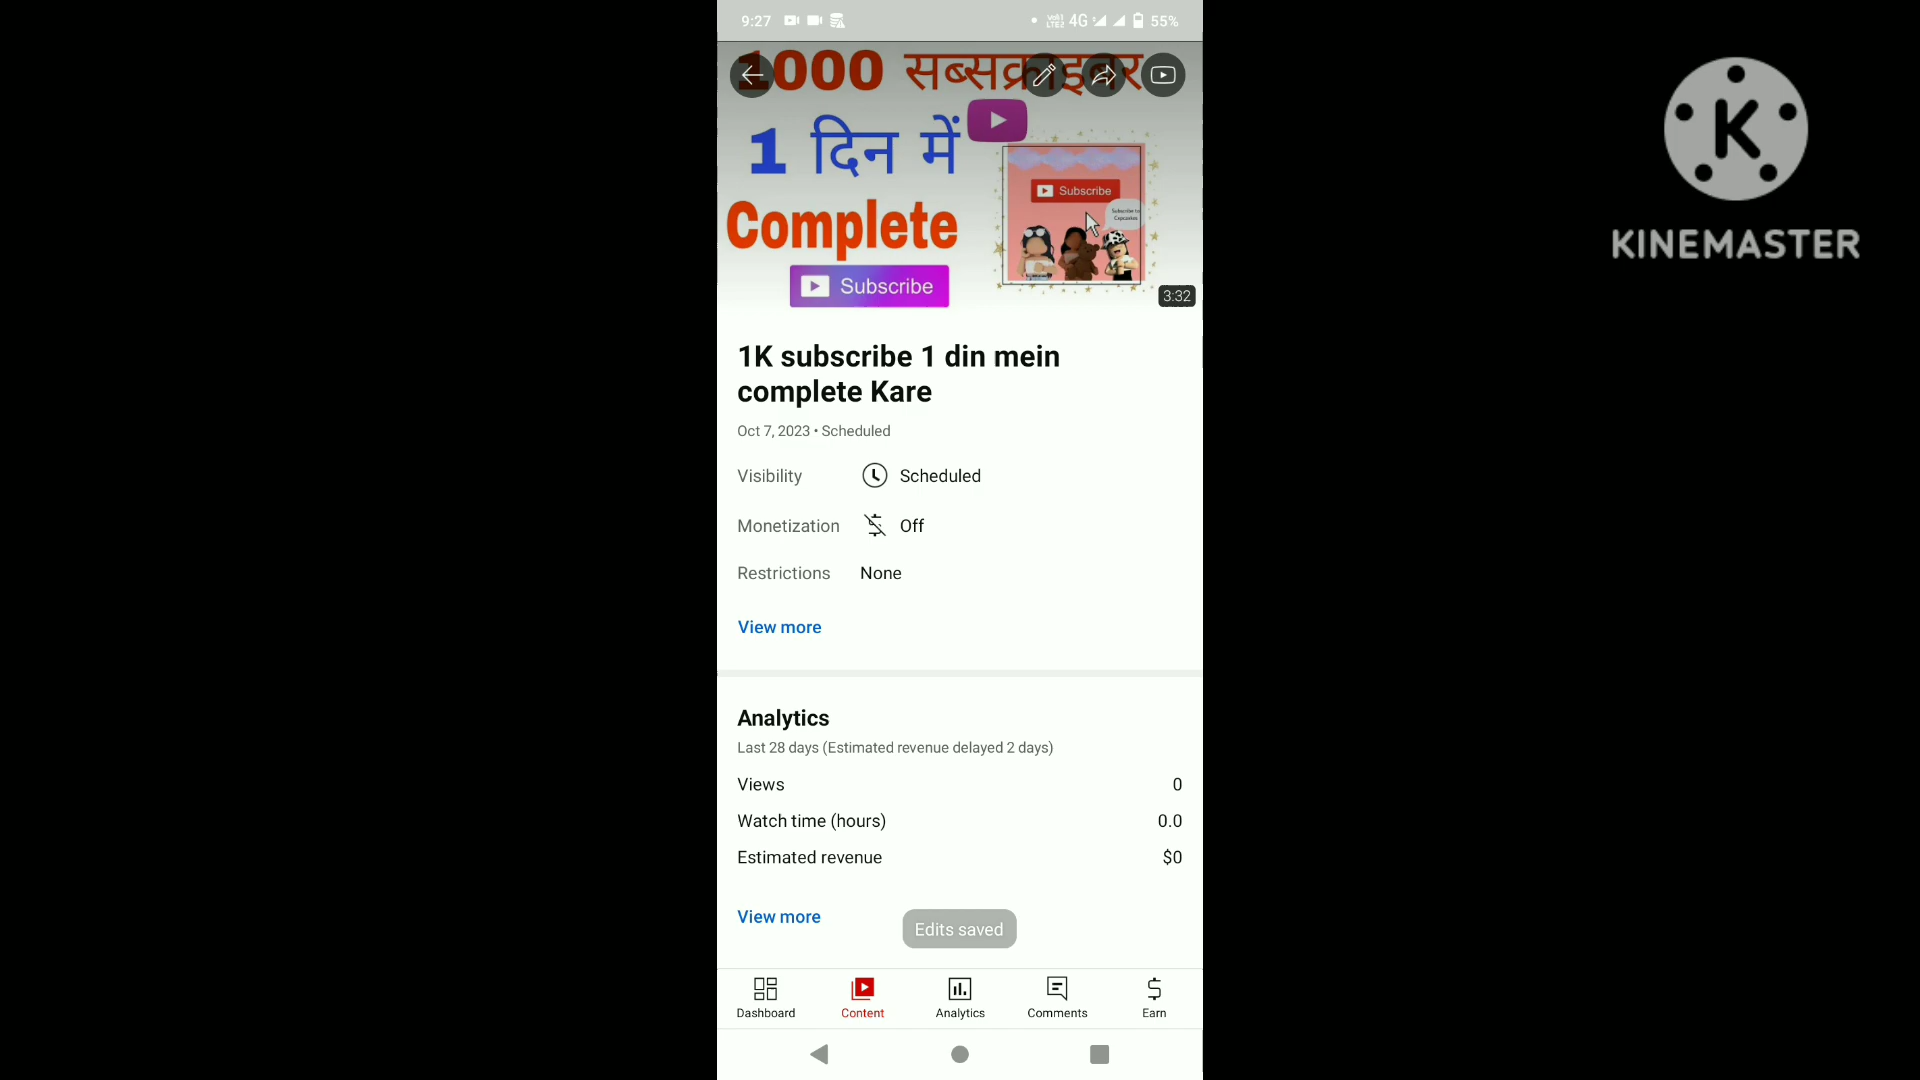 9:27
4G
55%
1000 सब्सक्राइबर
1 दिन में
Complete
Subscribe
Subscribe
Subscribe to
Cupcakes
3:32
1K subscribe 1 din mein
complete Kare
Oct 7, 2023 • Scheduled
Visibility Scheduled
Monetization Off
Restrictions None
View more
Analytics
Last 28 days (Estimated revenue delayed 2 days)
Views 0
Watch time (hours) 0.0
Estimated revenue $0
View more
Edits saved
Dashboard Content Analytics Comments Earn
K
KINEMASTER